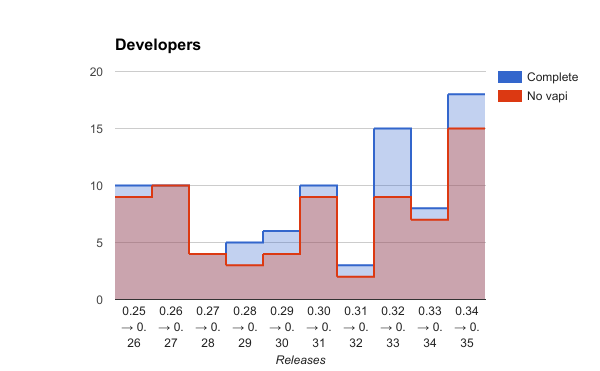 Developers
20
15
10
5
0
Complete
No vapi
0.25 0.26 0.27 0.28 0.29 0.30 0.31 0.32 0.33 0.34
→ 0. → 0. → 0. → 0. → 0. → 0. → 0. → 0. → 0. → 0.
26 27 28 29 30 31 32 33 34 35
Releases